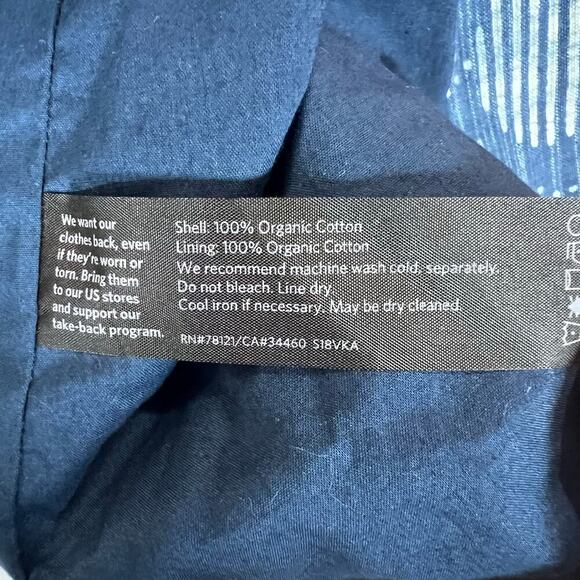 We want our
clothes back, even
if they're worn or
torn. Bring them
to our US stores
and support our
take-back program.
Shell: 100% Organic Cotton
Lining: 100% Organic Cotton
We recommend machine wash cold, separately.
Do not bleach. Line dry.
Cool iron if necessary. May be dry cleaned.
RN#78121/CA#34460 S18VKA